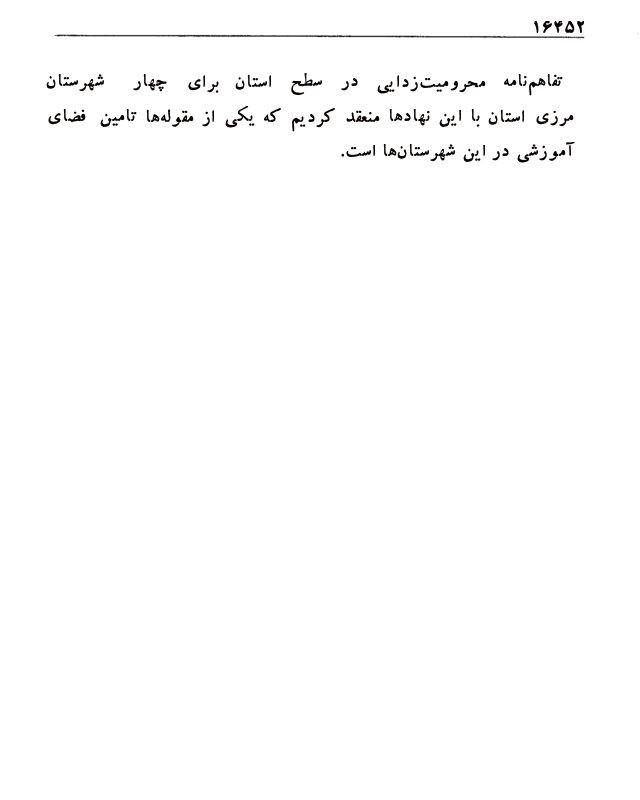 ۱۶۴۵۲
تفاهم‌نامه محرومیت‌زدایی در سطح استان برای چهار شهرستان
مرزی استان با این نهادها منعقد کردیم که یکی از مقوله‌ها تامین فضای
آموزشی در این شهرستان‌ها است.